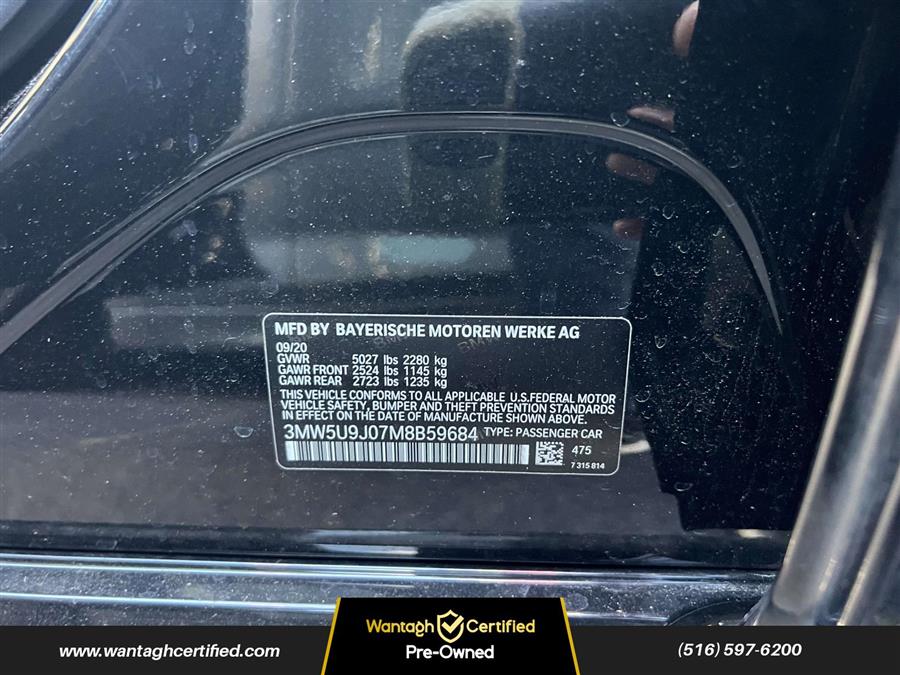 MFD BY BAYERISCHE MOTOREN WERKE AG
09/20
GVWR 5027 lbs 2280 kg
GAWR FRONT 2524 lbs 1145 kg
GAWR REAR 2723 lbs 1235 kg
THIS VEHICLE CONFORMS TO ALL APPLICABLE U.S.FEDERAL MOTOR
VEHICLE SAFETY, BUMPER AND THEFT PREVENTION STANDARDS
IN EFFECT ON THE DATE OF MANUFACTURE SHOWN ABOVE.
3MW5U9J07M8B59684 TYPE: PASSENGER CAR
475
7 315 814
www.wantaghcertified.com
Wantagh Certified
Pre-Owned
(516) 597-6200